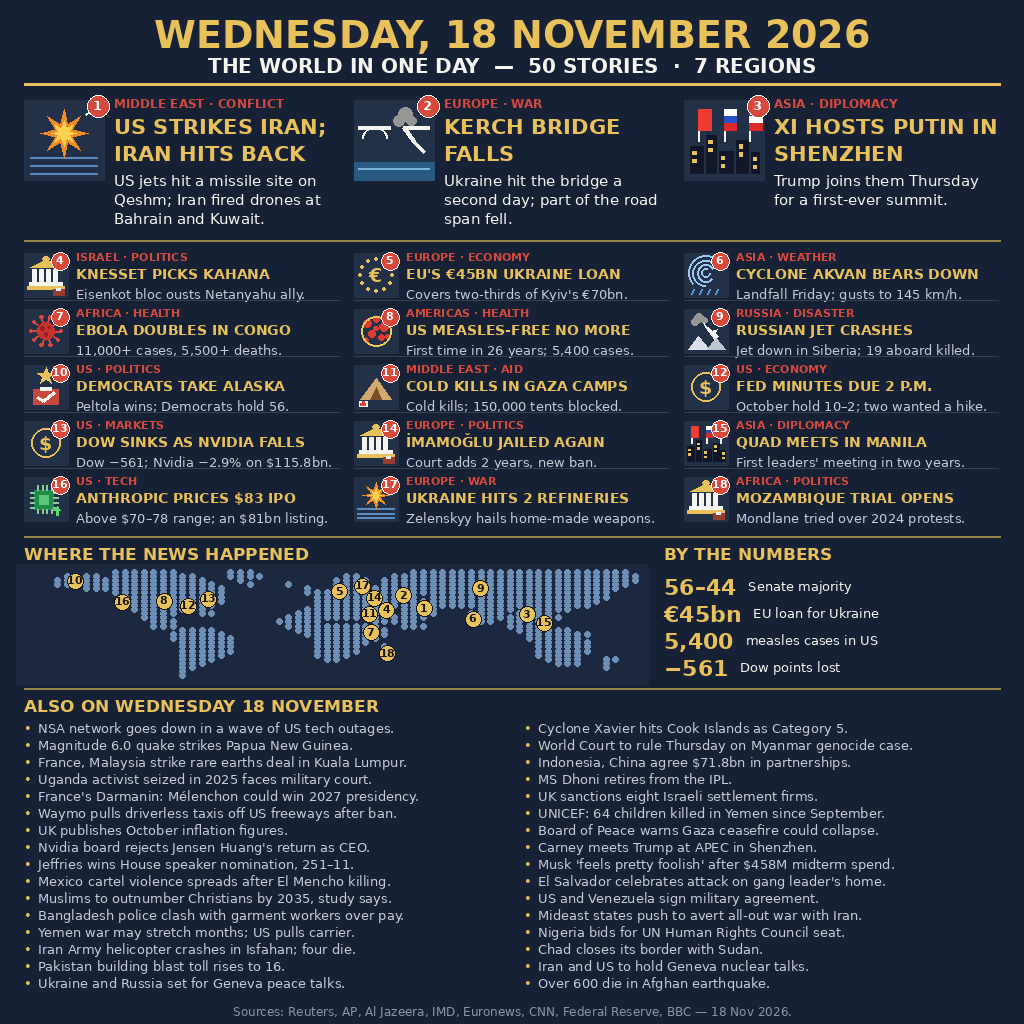 WEDNESDAY, 18 NOVEMBER 2026
THE WORLD IN ONE DAY — 50 STORIES · 7 REGIONS
1
MIDDLE EAST · CONFLICT
US STRIKES IRAN;
IRAN HITS BACK
US jets hit a missile site on
Qeshm; Iran fired drones at
Bahrain and Kuwait.
2
EUROPE · WAR
KERCH BRIDGE
FALLS
Ukraine hit the bridge a
second day; part of the road
span fell.
3
ASIA · DIPLOMACY
XI HOSTS PUTIN IN
SHENZHEN
Trump joins them Thursday
for a first-ever summit.
4
ISRAEL · POLITICS
KNESSET PICKS KAHANA
Eisenkot bloc ousts Netanyahu ally.
5
EUROPE · ECONOMY
€
EU'S €45BN UKRAINE LOAN
Covers two-thirds of Kyiv's €70bn.
6
ASIA · WEATHER
CYCLONE AKVAN BEARS DOWN
Landfall Friday; gusts to 145 km/h.
7
AFRICA · HEALTH
EBOLA DOUBLES IN CONGO
11,000+ cases, 5,500+ deaths.
8
AMERICAS · HEALTH
US MEASLES-FREE NO MORE
First time in 26 years; 5,400 cases.
9
RUSSIA · DISASTER
RUSSIAN JET CRASHES
Jet down in Siberia; 19 aboard killed.
10
US · POLITICS
DEMOCRATS TAKE ALASKA
Peltola wins; Democrats hold 56.
11
MIDDLE EAST · AID
COLD KILLS IN GAZA CAMPS
Cold kills; 150,000 tents blocked.
12
US · ECONOMY
$
FED MINUTES DUE 2 P.M.
October hold 10–2; two wanted a hike.
13
US · MARKETS
$
DOW SINKS AS NVIDIA FALLS
Dow −561; Nvidia −2.9% on $115.8bn.
14
EUROPE · POLITICS
İMAMOĞLU JAILED AGAIN
Court adds 2 years, new ban.
15
ASIA · DIPLOMACY
QUAD MEETS IN MANILA
First leaders' meeting in two years.
16
US · TECH
ANTHROPIC PRICES $83 IPO
Above $70–78 range; an $81bn listing.
17
EUROPE · WAR
UKRAINE HITS 2 REFINERIES
Zelenskyy hails home-made weapons.
18
AFRICA · POLITICS
MOZAMBIQUE TRIAL OPENS
Mondlane tried over 2024 protests.
WHERE THE NEWS HAPPENED
10
16
8
12
13
5
17
14
2
11
4
1
7
18
9
6
3
15
BY THE NUMBERS
56–44 Senate majority
€45bn EU loan for Ukraine
5,400 measles cases in US
−561 Dow points lost
ALSO ON WEDNESDAY 18 NOVEMBER
• NSA network goes down in a wave of US tech outages.
• Magnitude 6.0 quake strikes Papua New Guinea.
• France, Malaysia strike rare earths deal in Kuala Lumpur.
• Uganda activist seized in 2025 faces military court.
• France's Darmanin: Mélenchon could win 2027 presidency.
• Waymo pulls driverless taxis off US freeways after ban.
• UK publishes October inflation figures.
• Nvidia board rejects Jensen Huang's return as CEO.
• Jeffries wins House speaker nomination, 251–11.
• Mexico cartel violence spreads after El Mencho killing.
• Muslims to outnumber Christians by 2035, study says.
• Bangladesh police clash with garment workers over pay.
• Yemen war may stretch months; US pulls carrier.
• Iran Army helicopter crashes in Isfahan; four die.
• Pakistan building blast toll rises to 16.
• Ukraine and Russia set for Geneva peace talks.
• Cyclone Xavier hits Cook Islands as Category 5.
• World Court to rule Thursday on Myanmar genocide case.
• Indonesia, China agree $71.8bn in partnerships.
• MS Dhoni retires from the IPL.
• UK sanctions eight Israeli settlement firms.
• UNICEF: 64 children killed in Yemen since September.
• Board of Peace warns Gaza ceasefire could collapse.
• Carney meets Trump at APEC in Shenzhen.
• Musk 'feels pretty foolish' after $458M midterm spend.
• El Salvador celebrates attack on gang leader's home.
• US and Venezuela sign military agreement.
• Mideast states push to avert all-out war with Iran.
• Nigeria bids for UN Human Rights Council seat.
• Chad closes its border with Sudan.
• Iran and US to hold Geneva nuclear talks.
• Over 600 die in Afghan earthquake.
Sources: Reuters, AP, Al Jazeera, IMD, Euronews, CNN, Federal Reserve, BBC — 18 Nov 2026.